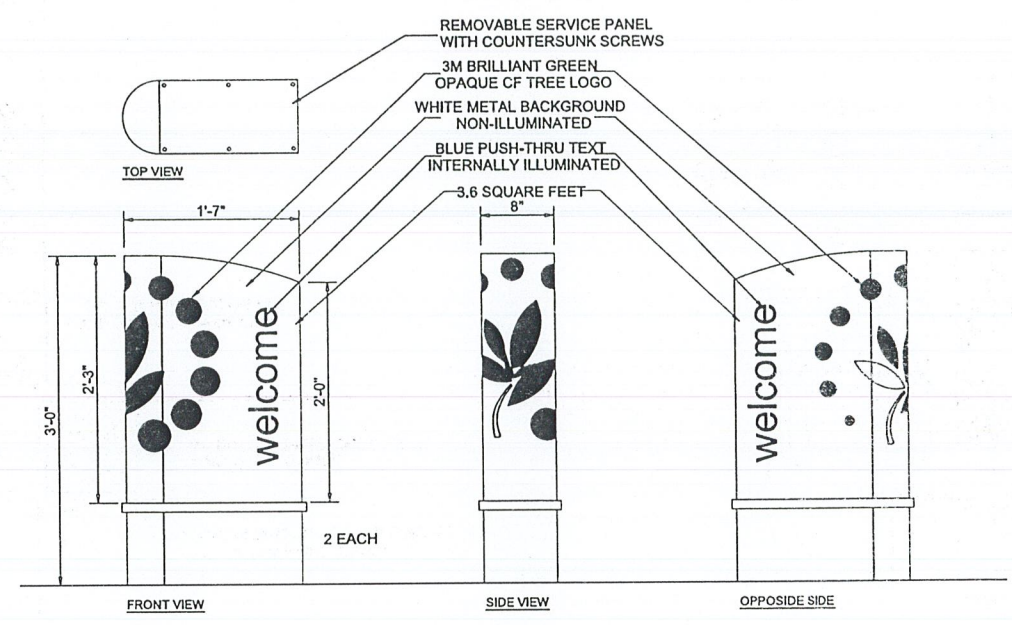 REMOVABLE SERVICE PANEL
WITH COUNTERSUNK SCREWS
3M BRILLIANT GREEN
OPAQUE CF TREE LOGO
WHITE METAL BACKGROUND
NON-ILLUMINATED
BLUE PUSH-THRU TEXT
INTERNALLY ILLUMINATED
3.6 SQUARE FEET
TOP VIEW
1'-7"
8"
3'-0"
2'-3"
welcome
2'-0"
welcome
2 EACH
FRONT VIEW
SIDE VIEW
OPPOSIDE SIDE